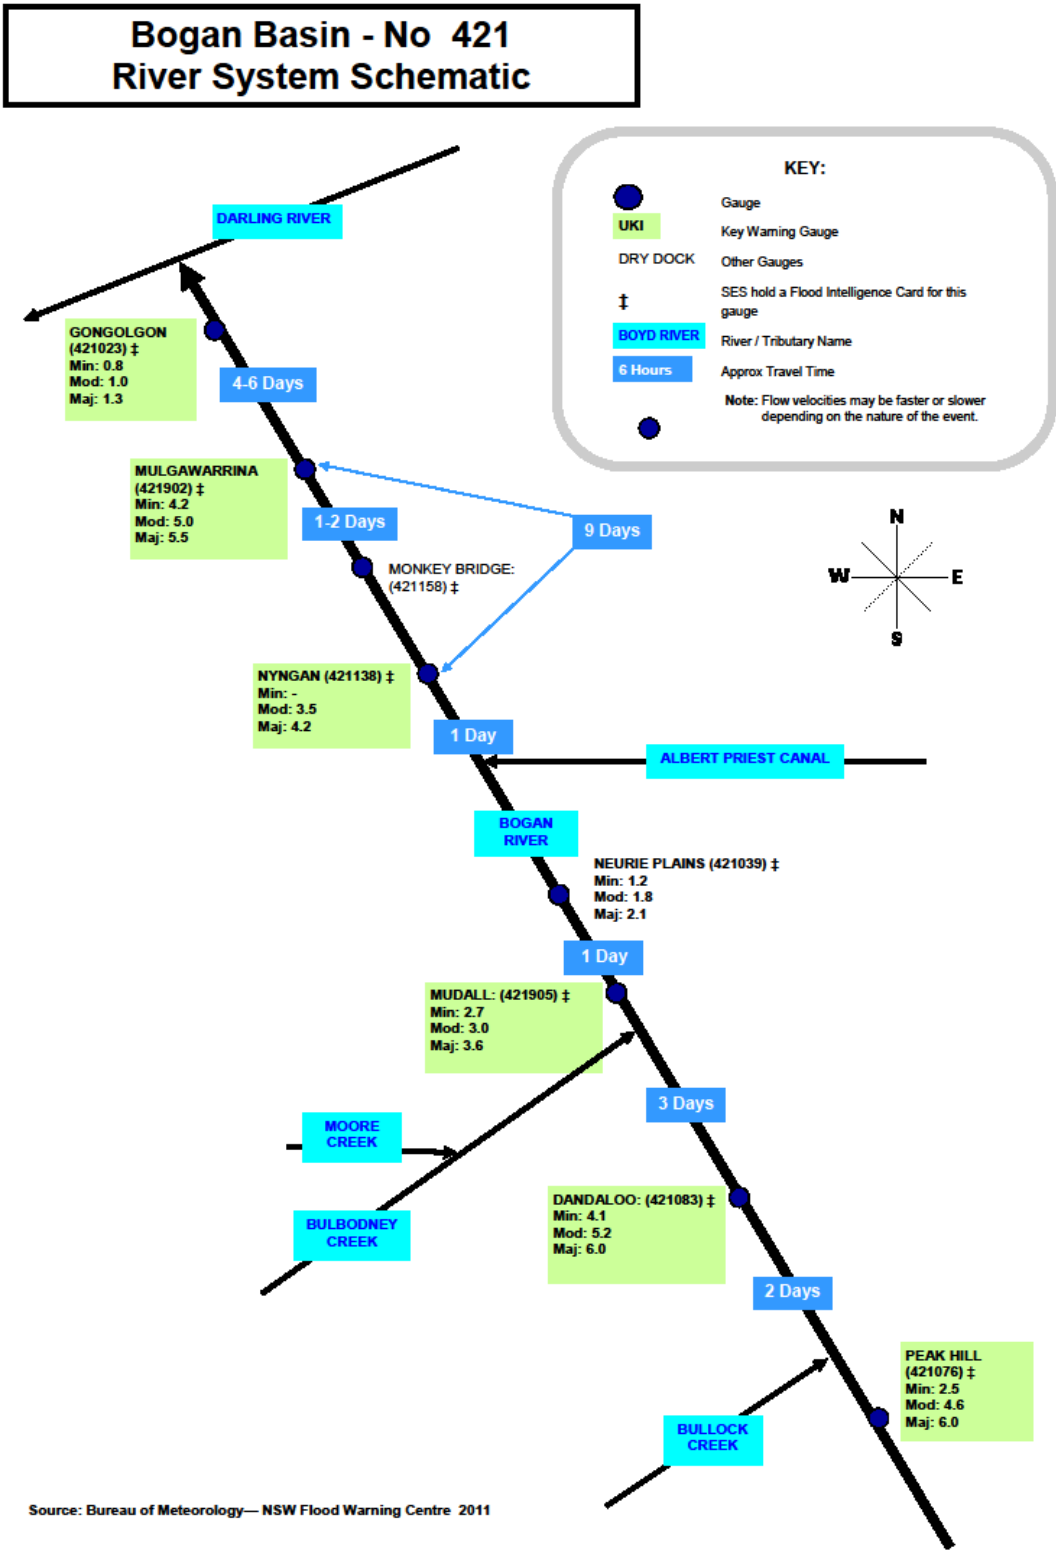 Bogan Basin - No 421
River System Schematic
KEY:
Gauge
UKI
Key Warning Gauge
DRY DOCK
Other Gauges
‡
SES hold a Flood Intelligence Card for this
gauge
BOYD RIVER
River / Tributary Name
6 Hours
Approx Travel Time
Note: Flow velocities may be faster or slower
depending on the nature of the event.
DARLING RIVER
GONGOLGON
(421023) ‡
Min: 0.8
Mod: 1.0
Maj: 1.3
4-6 Days
MULGAWARRINA
(421902) ‡
Min: 4.2
Mod: 5.0
Maj: 5.5
1-2 Days
9 Days
N
W
E
S
MONKEY BRIDGE:
(421158) ‡
NYNGAN (421138) ‡
Min: -
Mod: 3.5
Maj: 4.2
1 Day
ALBERT PRIEST CANAL
BOGAN
RIVER
NEURIE PLAINS (421039) ‡
Min: 1.2
Mod: 1.8
Maj: 2.1
1 Day
MUDALL: (421905) ‡
Min: 2.7
Mod: 3.0
Maj: 3.6
3 Days
MOORE
CREEK
BULBODNEY
CREEK
DANDALOO: (421083) ‡
Min: 4.1
Mod: 5.2
Maj: 6.0
2 Days
PEAK HILL
(421076) ‡
Min: 2.5
Mod: 4.6
Maj: 6.0
BULLOCK
CREEK
Source: Bureau of Meteorology— NSW Flood Warning Centre 2011